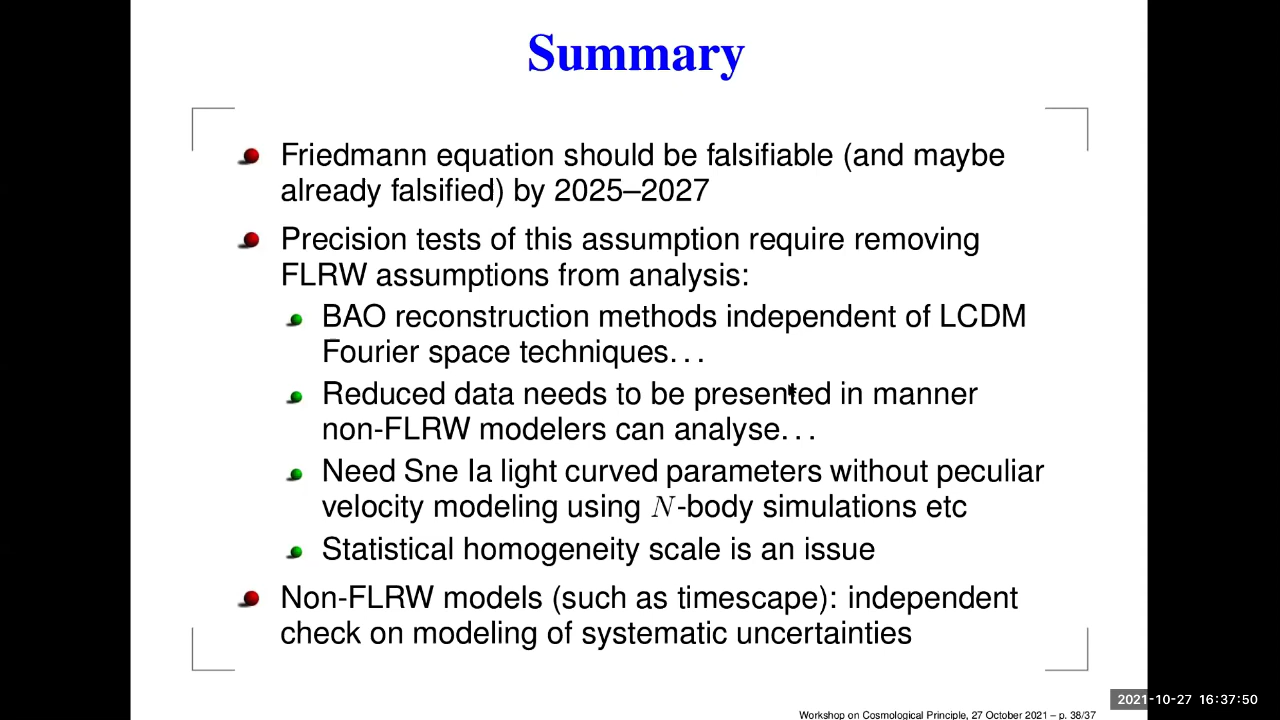 Summary
Friedmann equation should be falsifiable (and maybe
already falsified) by 2025–2027
Precision tests of this assumption require removing
FLRW assumptions from analysis:
BAO reconstruction methods independent of LCDM
Fourier space techniques. . .
Reduced data needs to be presented in manner
non-FLRW modelers can analyse. . .
Need Sne Ia light curved parameters without peculiar
velocity modeling using N-body simulations etc
Statistical homogeneity scale is an issue
Non-FLRW models (such as timescape): independent
check on modeling of systematic uncertainties
2021-10-27 16:37:50
Workshop on Cosmological Principle, 27 October 2021 – p. 38/37